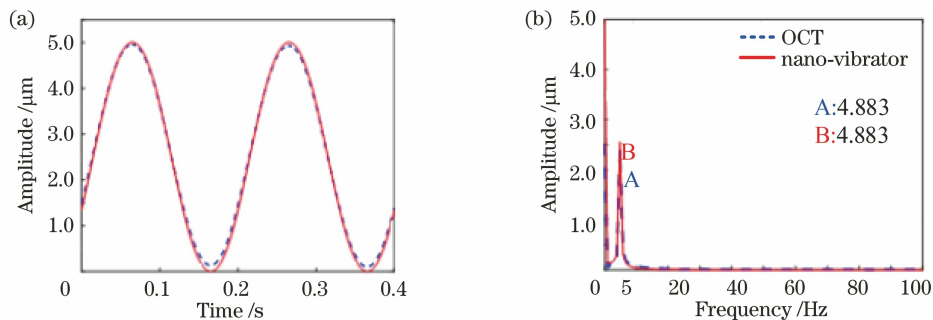 (a)
5.0
4.0
3.0
2.0
1.0
Amplitude /μm
0
0.1
0.2
0.3
0.4
Time /s
(b)
5.0
4.0
3.0
2.0
1.0
Amplitude /μm
OCT
nano-vibrator
A:4.883
B:4.883
B
A
0 5 20 40 60 80 100
Frequency /Hz